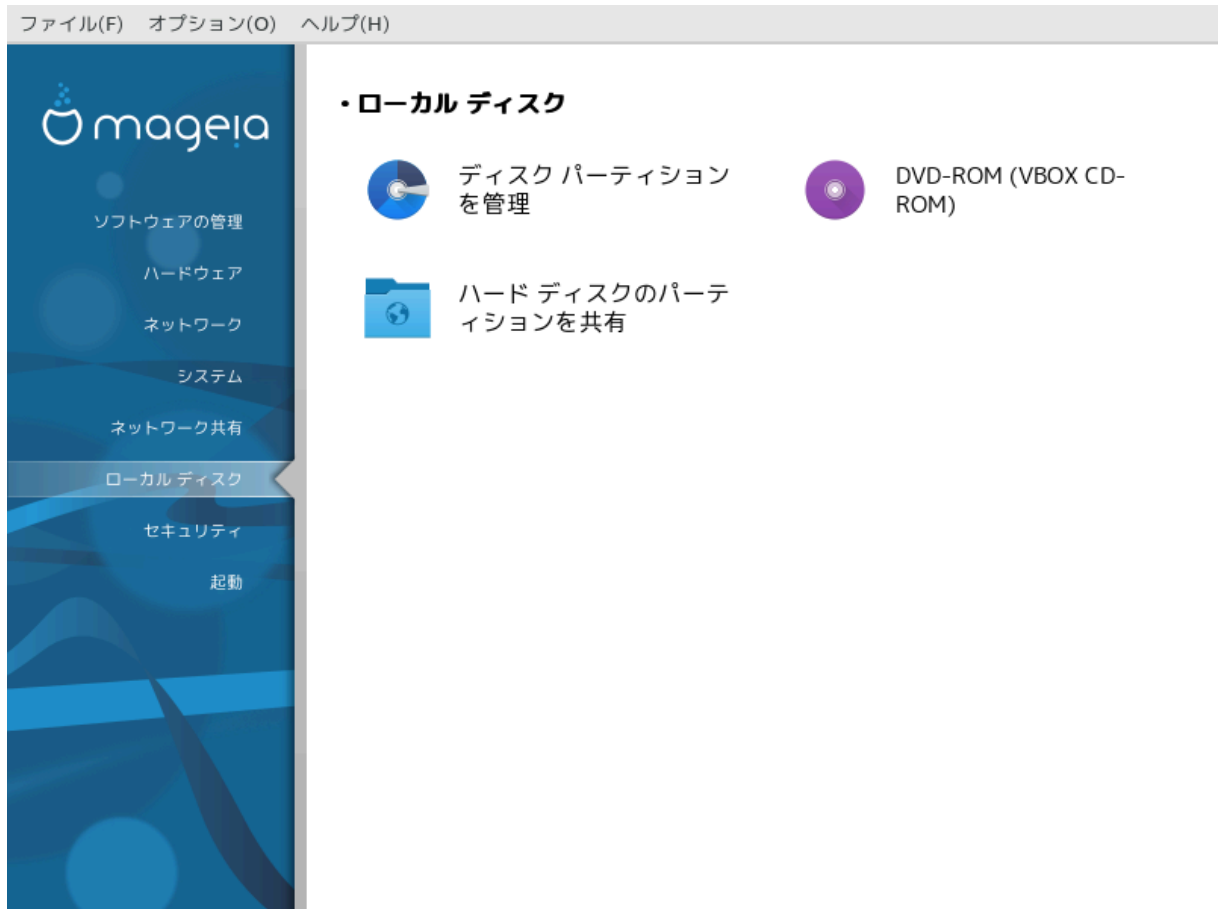 ファイル(F) オプション(O) ヘルプ(H)
mageia
ソフトウェアの管理
ハードウェア
ネットワーク
システム
ネットワーク共有
ローカル ディスク
セキュリティ
起動
・ローカル ディスク
ディスク パーティション
を管理
DVD-ROM (VBOX CD-
ROM)
ハード ディスクのパーテ
ィションを共有